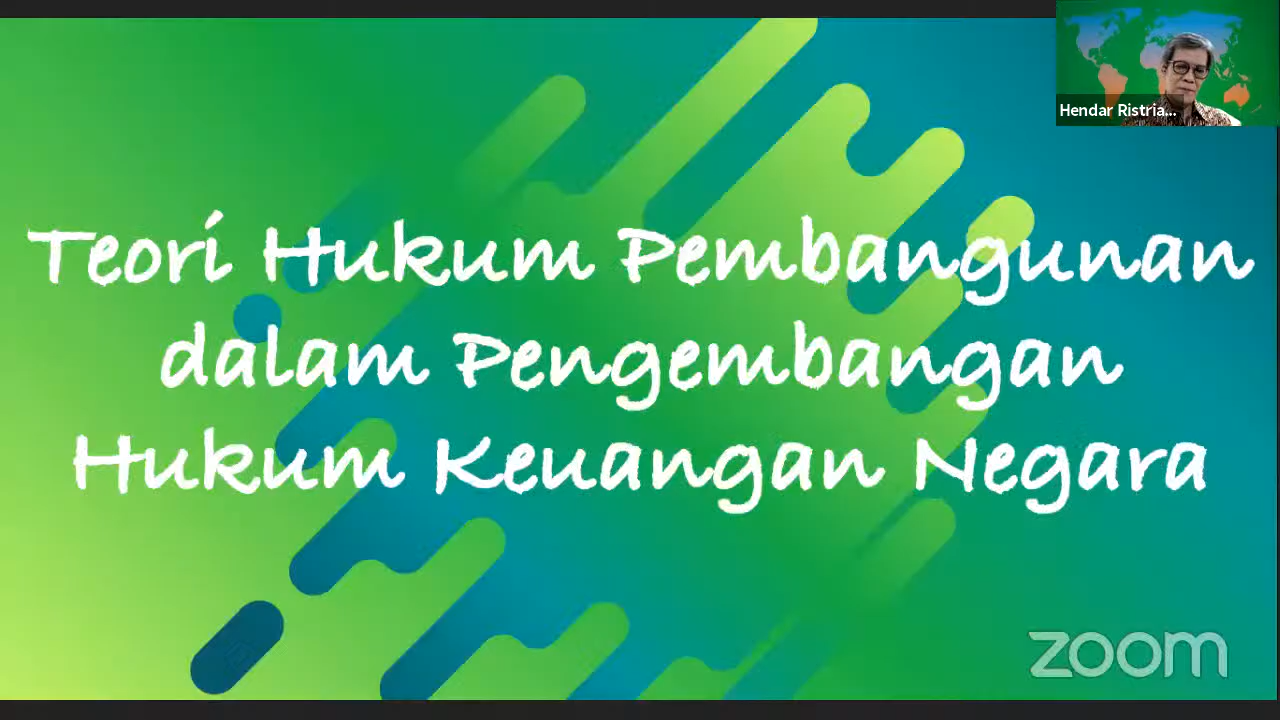 Hendar Ristria...
Teori Hukum Pembangunan
dalam Pengembangan
Hukum Keuangan Negara
zoom